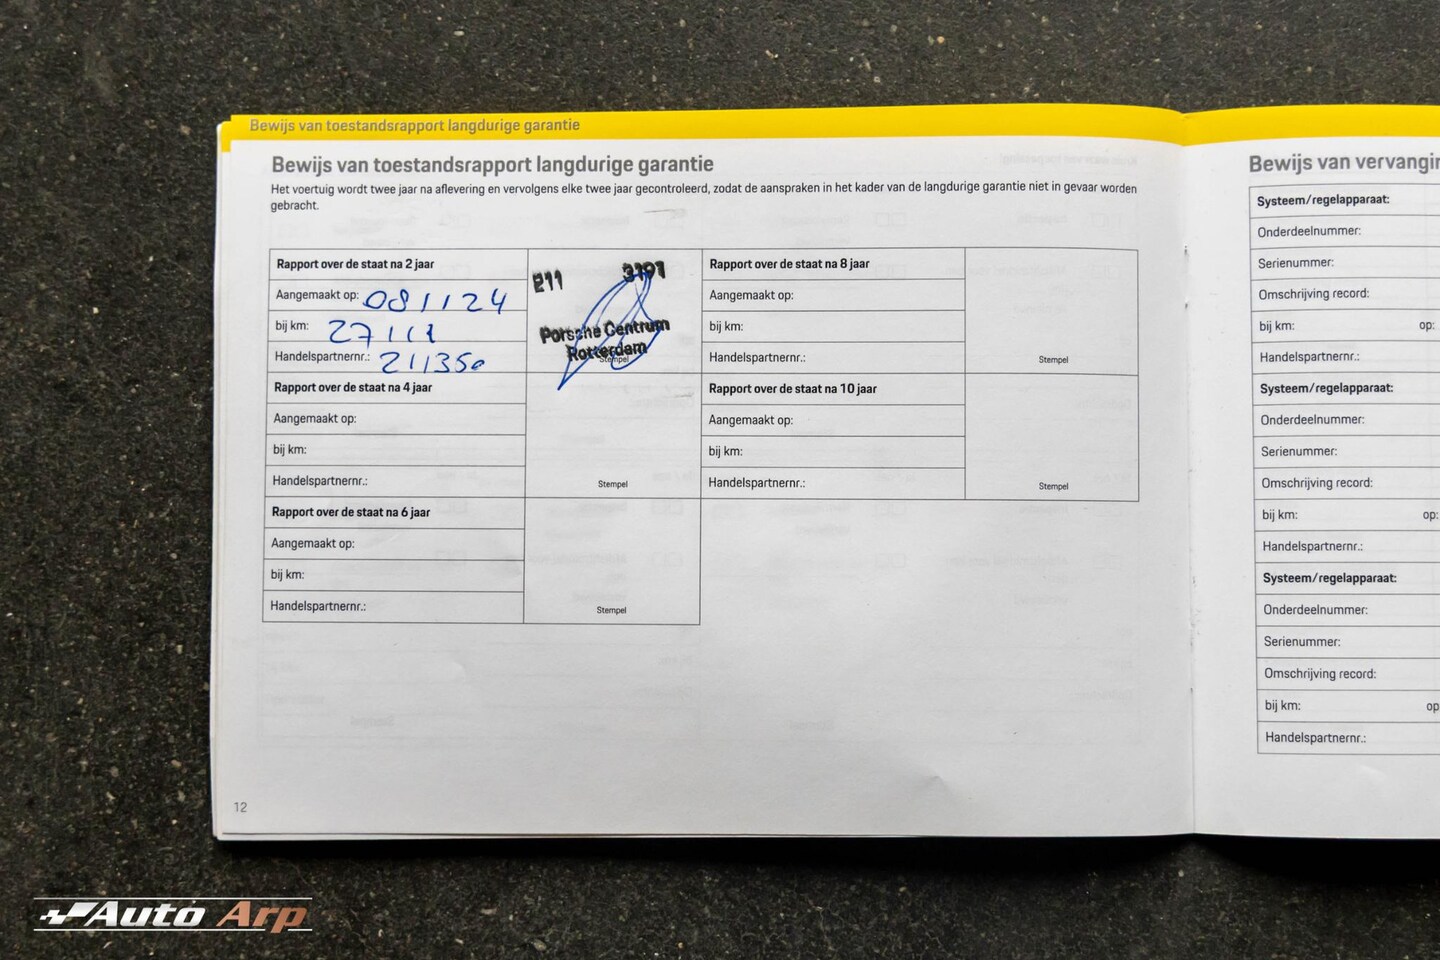 Bewijs van toestandsrapport langdurige garantie
Bewijs van toestandsrapport langdurige garantie
Het voertuig wordt twee jaar na aflevering en vervolgens elke twee jaar gecontroleerd, zodat de aanspraken in het kader van de langdurige garantie niet in gevaar worden
gebracht.
Rapport over de staat na 2 jaar
Aangemaakt op: 081124
bij km: 27111
Handelspartnernr.: 211350
211 3191
Porsche Centrum
Rotterdam
Stempel
Rapport over de staat na 4 jaar
Aangemaakt op:
bij km:
Handelspartnernr.:
Stempel
Rapport over de staat na 6 jaar
Aangemaakt op:
bij km:
Handelspartnernr.:
Stempel
Rapport over de staat na 8 jaar
Aangemaakt op:
bij km:
Handelspartnernr.:
Stempel
Rapport over de staat na 10 jaar
Aangemaakt op:
bij km:
Handelspartnernr.:
Stempel
12
Bewijs van vervangin
Systeem/regelapparaat:
Onderdeelnummer:
Serienummer:
Omschrijving record:
bij km: op:
Handelspartnernr.:
Systeem/regelapparaat:
Onderdeelnummer:
Serienummer:
Omschrijving record:
bij km: op:
Handelspartnernr.:
Systeem/regelapparaat:
Onderdeelnummer:
Serienummer:
Omschrijving record:
bij km: op
Handelspartnernr.:
Auto Arp